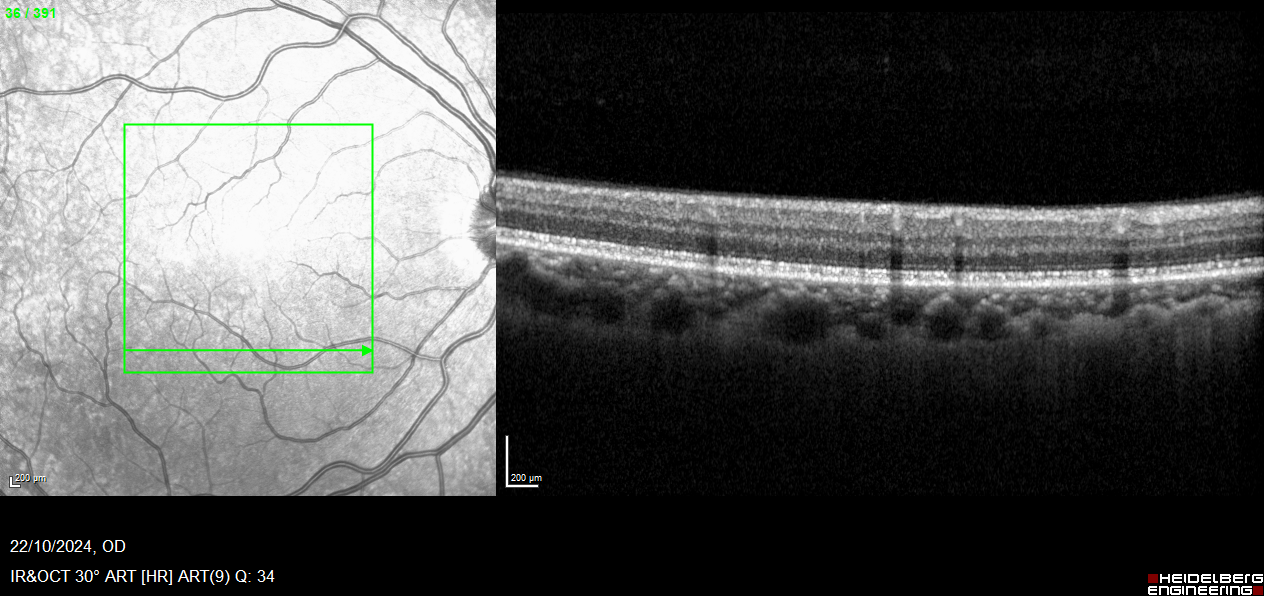 36 / 391
200 µm
200 µm
22/10/2024, OD
IR&OCT 30° ART [HR] ART(9) Q: 34
HEIDELBERG
ENGINEERING